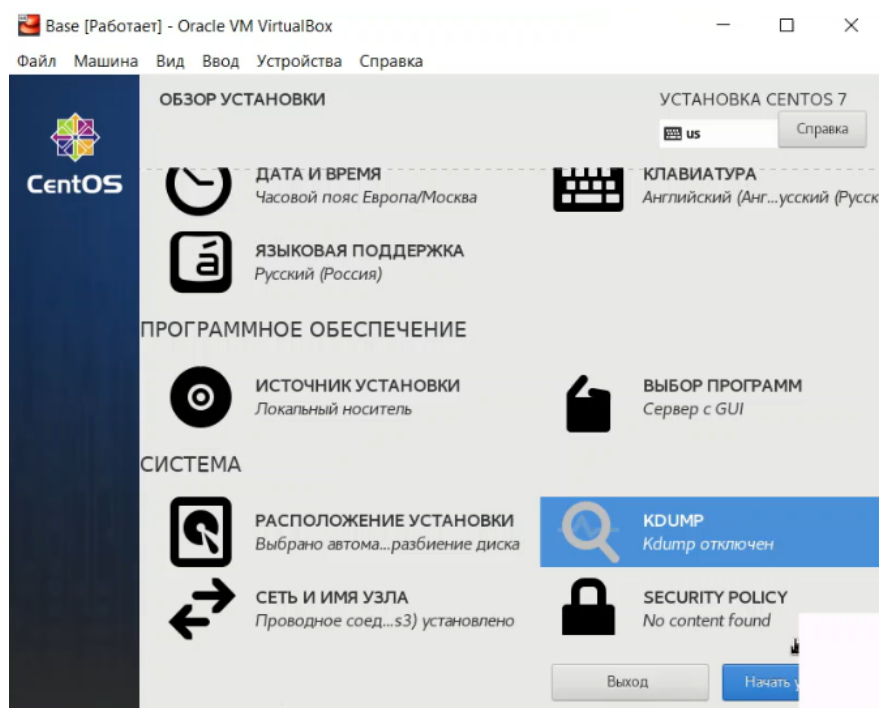 Base [Работает] - Oracle VM VirtualBox
Файл Машина Вид Ввод Устройства Справка
ОБЗОР УСТАНОВКИ
УСТАНОВКА CENTOS 7
us
Справка
CentOS
ДАТА И ВРЕМЯ
Часовой пояс Европа/Москва
КЛАВИАТУРА
Английский (Анг...усский (Русск
ЯЗЫКОВАЯ ПОДДЕРЖКА
Русский (Россия)
ПРОГРАММНОЕ ОБЕСПЕЧЕНИЕ
ИСТОЧНИК УСТАНОВКИ
Локальный носитель
ВЫБОР ПРОГРАММ
Сервер с GUI
СИСТЕМА
РАСПОЛОЖЕНИЕ УСТАНОВКИ
Выбрано автома...разбиение диска
KDUMP
Kdump отключен
СЕТЬ И ИМЯ УЗЛА
Проводное соед...s3) установлено
SECURITY POLICY
No content found
Выход
Начать